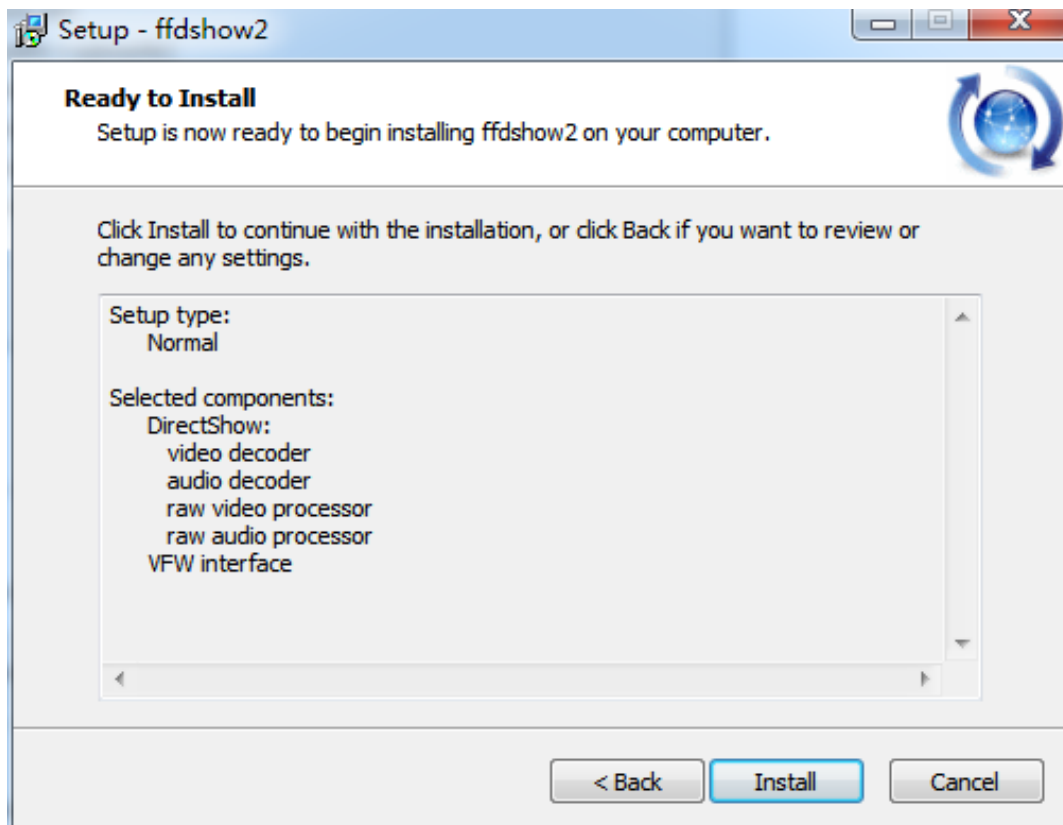 Setup - ffdshow2
Ready to Install
Setup is now ready to begin installing ffdshow2 on your computer.
Click Install to continue with the installation, or click Back if you want to review or
change any settings.
Setup type:
Normal
Selected components:
DirectShow:
video decoder
audio decoder
raw video processor
raw audio processor
VFW interface
< Back
Install
Cancel